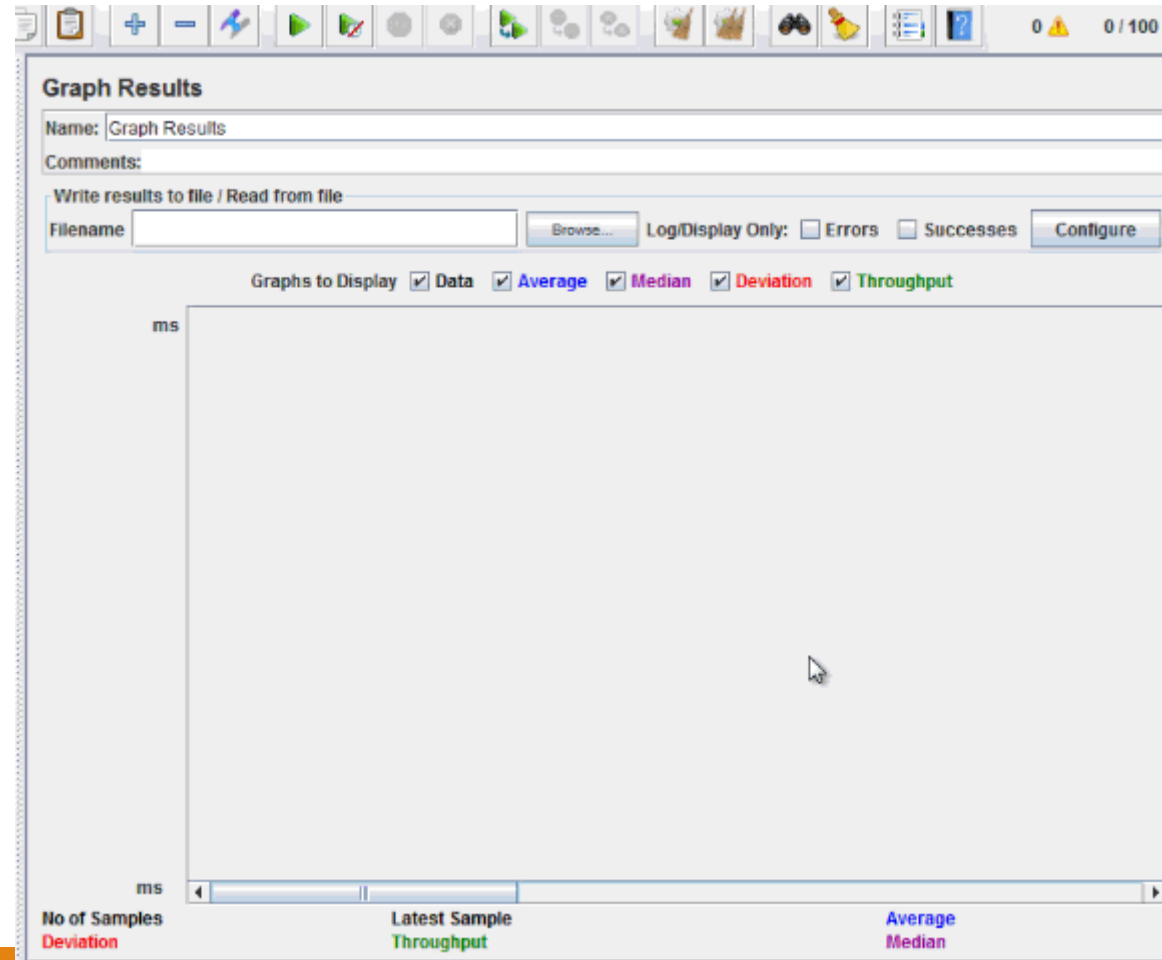 0 0 / 100
Graph Results
Name: Graph Results
Comments:
Write results to file / Read from file
Filename Browse... Log/Display Only: Errors Successes Configure
Graphs to Display Data Average Median Deviation Throughput
ms
ms
No of Samples Latest Sample Average
Deviation Throughput Median